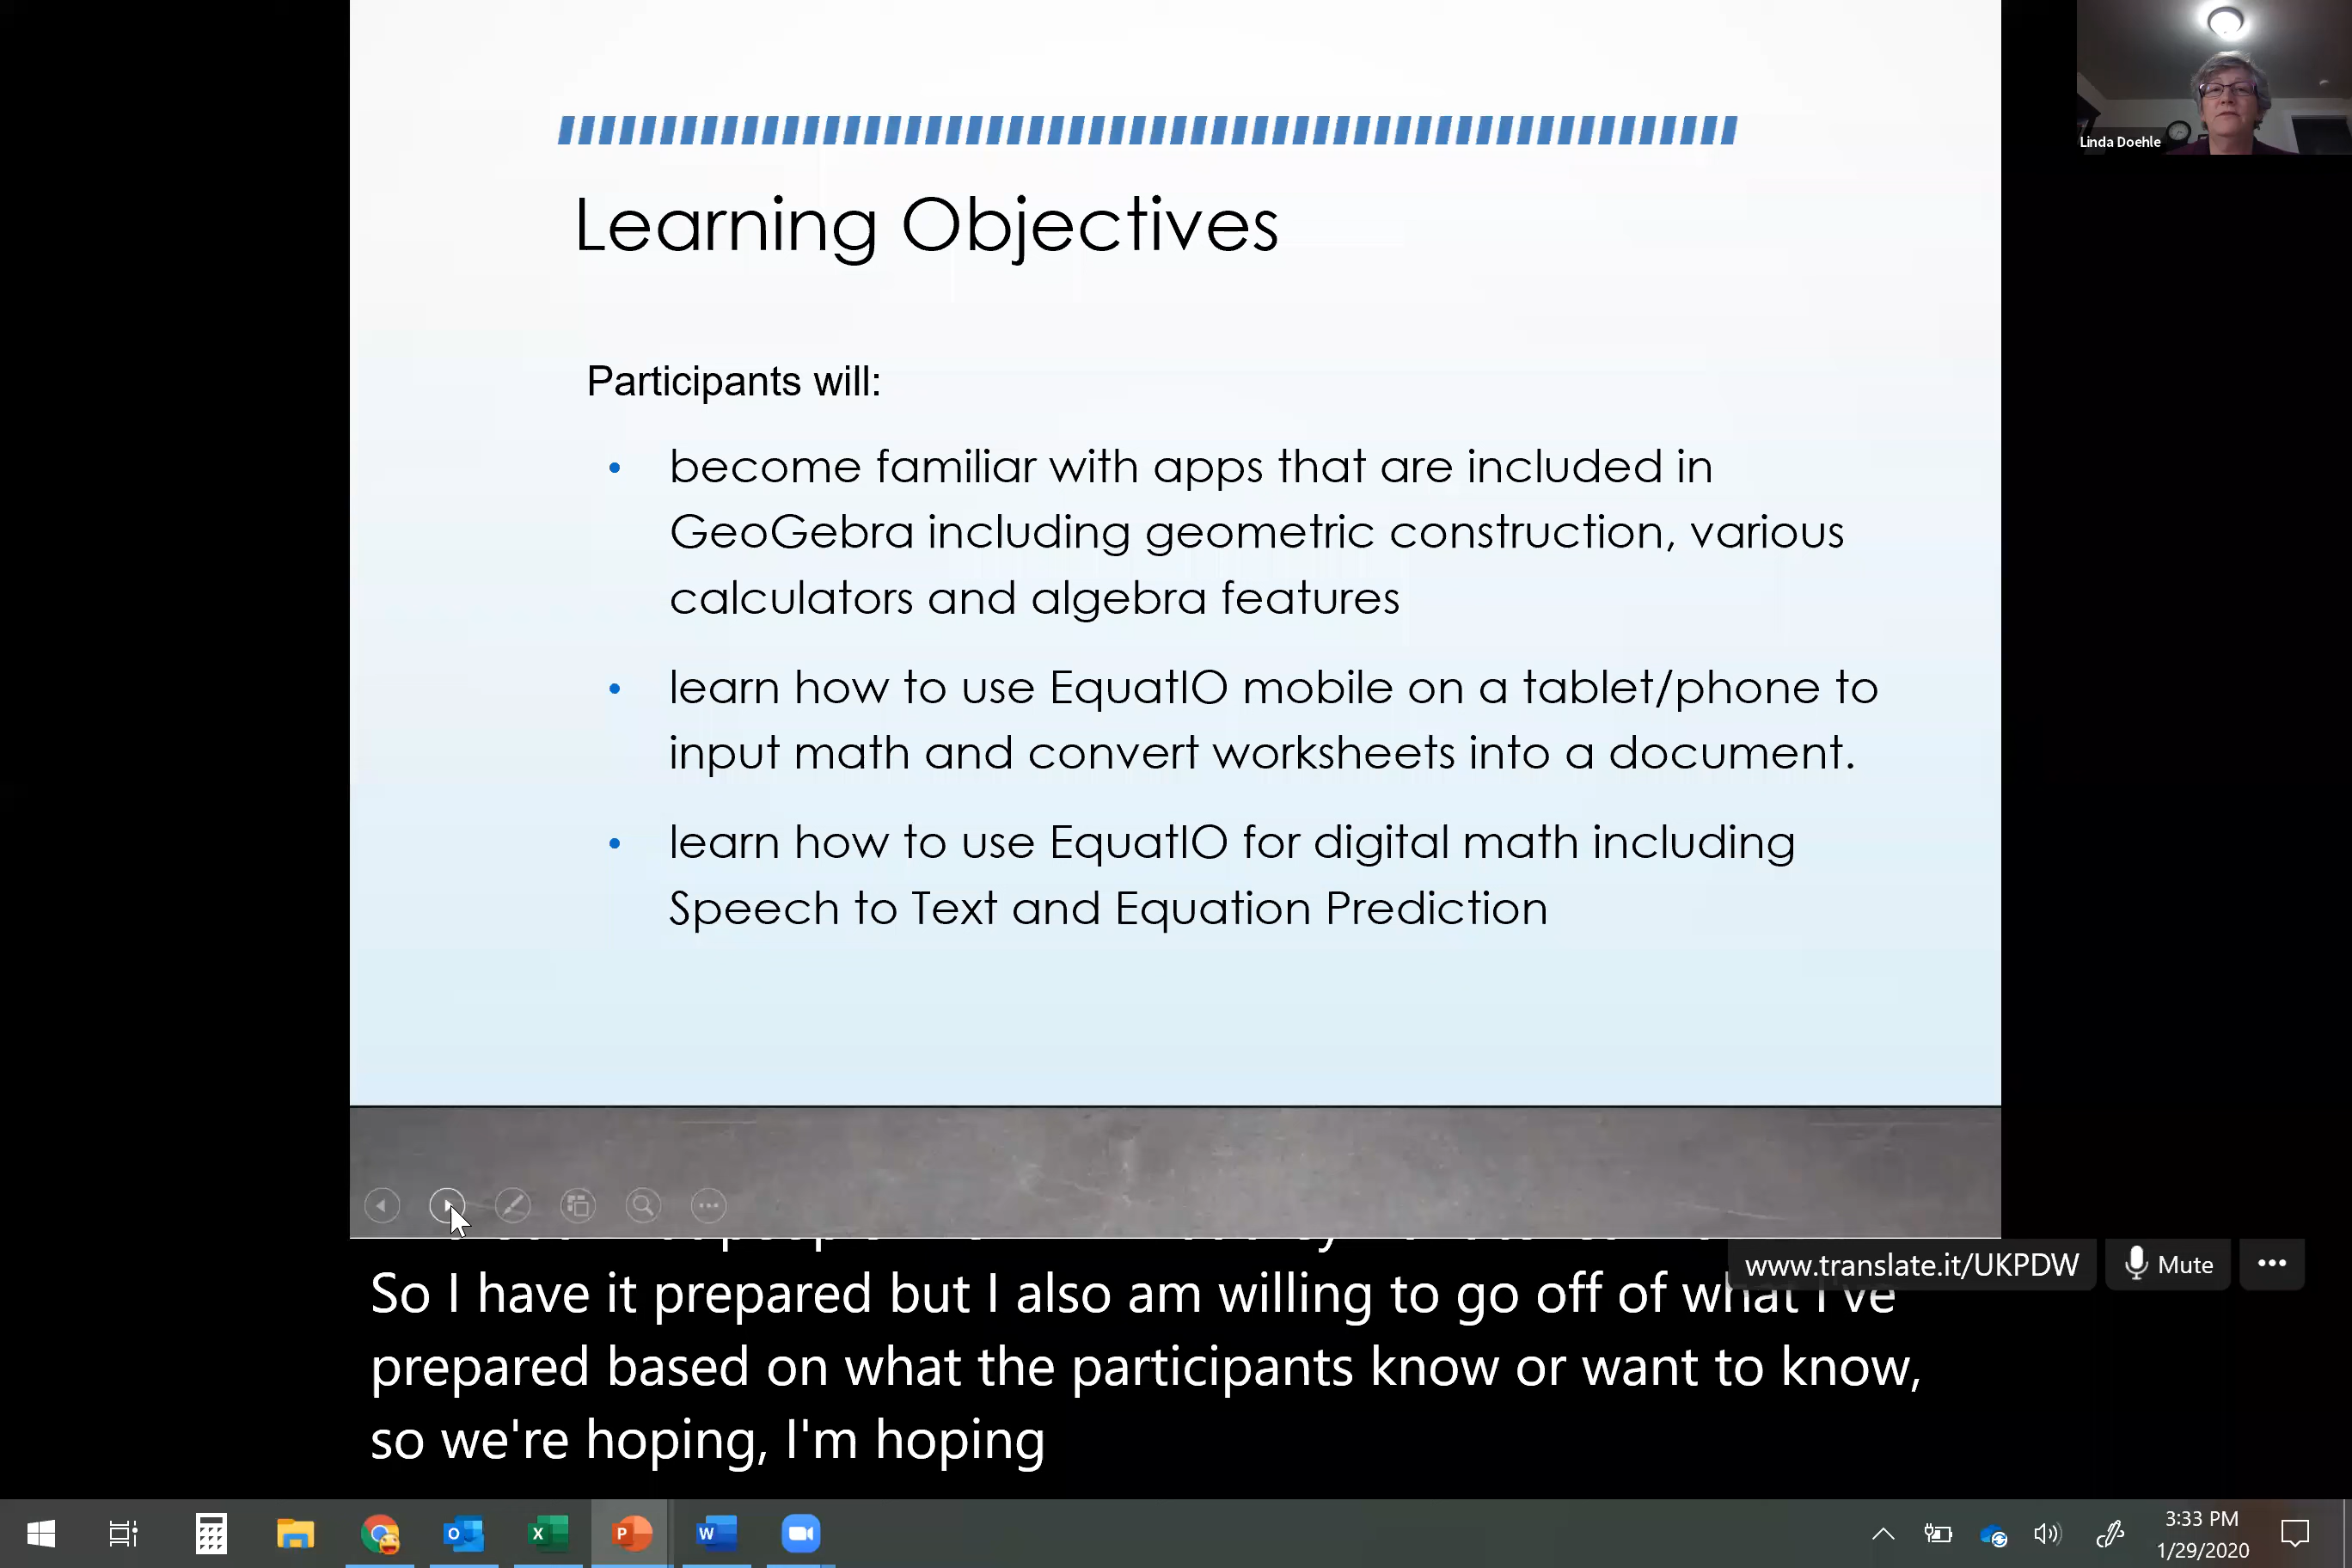 Linda Doehle
Learning Objectives
Participants will:
• become familiar with apps that are included in
GeoGebra including geometric construction, various
calculators and algebra features
• learn how to use EquatIO mobile on a tablet/phone to
input math and convert worksheets into a document.
• learn how to use EquatIO for digital math including
Speech to Text and Equation Prediction
www.translate.it/UKPDW
Mute
So I have it prepared but I also am willing to go off of what I've
prepared based on what the participants know or want to know,
so we're hoping, I'm hoping
3:33 PM
1/29/2020